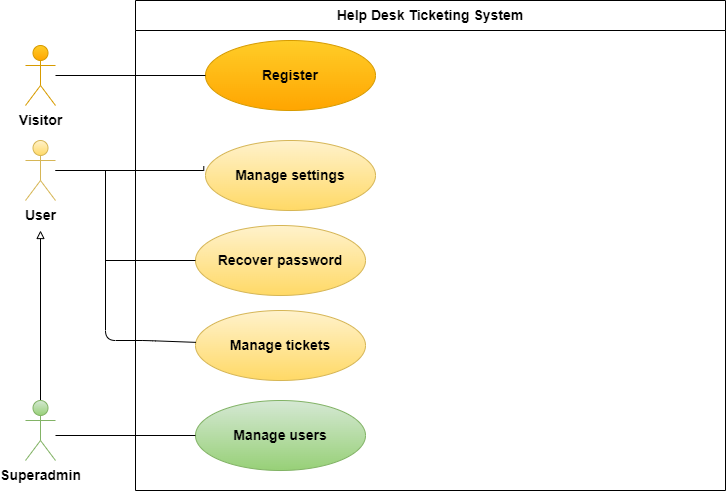 Help Desk Ticketing System
Register
Visitor
Manage settings
User
Recover password
Manage tickets
Manage users
Superadmin